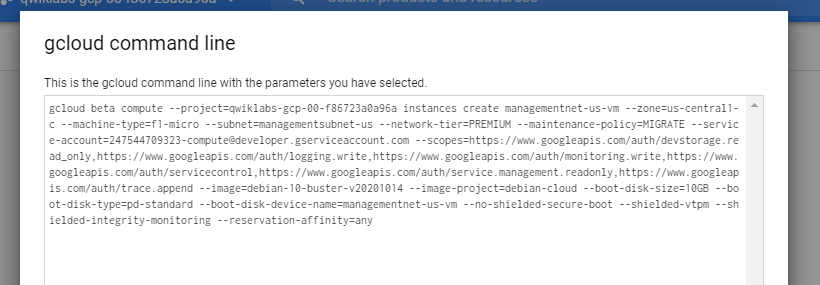 gcloud command line
This is the gcloud command line with the parameters you have selected.
gcloud beta compute --project=qwiklabs-gcp-00-f86723a0a96a instances create managementnet-us-vm --zone=us-central1-
c --machine-type=f1-micro --subnet=managementsubnet-us --network-tier=PREMIUM --maintenance-policy=MIGRATE --servic
e-account=247544709323-compute@developer.gserviceaccount.com --scopes=https://www.googleapis.com/auth/devstorage.re
ad_only,https://www.googleapis.com/auth/logging.write,https://www.googleapis.com/auth/monitoring.write,https://www.
googleapis.com/auth/servicecontrol,https://www.googleapis.com/auth/service.management.readonly,https://www.googleap
is.com/auth/trace.append --image=debian-10-buster-v20201014 --image-project=debian-cloud --boot-disk-size=10GB --bo
ot-disk-type=pd-standard --boot-disk-device-name=managementnet-us-vm --no-shielded-secure-boot --shielded-vtpm --sh
ielded-integrity-monitoring --reservation-affinity=any